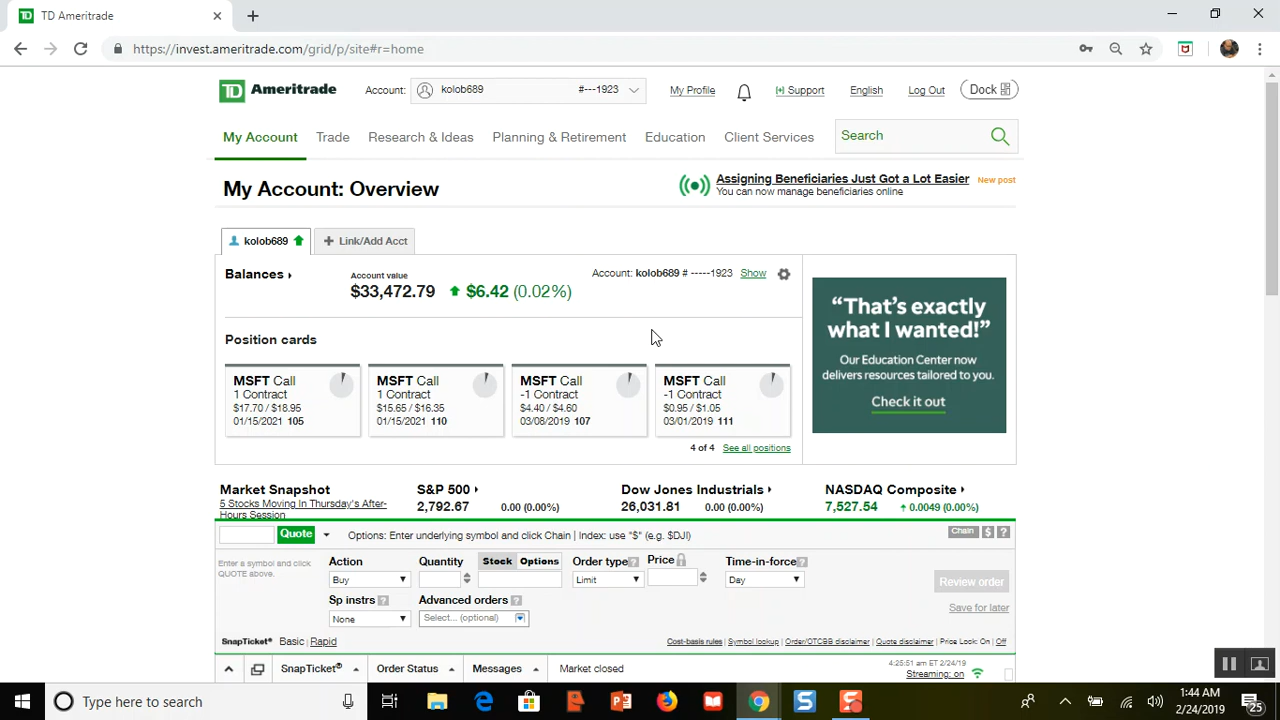 TD Ameritrade
https://invest.ameritrade.com/grid/p/site#r=home
TD Ameritrade
Account: kolob689 #---1923
My Profile
Support
English
Log Out
Dock
My Account Trade Research & Ideas Planning & Retirement Education Client Services
Search
My Account: Overview
Assigning Beneficiaries Just Got a Lot Easier New post
You can now manage beneficiaries online
kolob689
+ Link/Add Acct
Balances
Account value
$33,472.79 $6.42 (0.02%)
Account: kolob689 # -----1923 Show
Position cards
MSFT Call
1 Contract
$17.70 / $18.95
01/15/2021 105
MSFT Call
1 Contract
$15.65 / $16.35
01/15/2021 110
MSFT Call
-1 Contract
$4.40 / $4.60
03/08/2019 107
MSFT Call
-1 Contract
$0.95 / $1.05
03/01/2019 111
4 of 4 See all positions
“That’s exactly
what I wanted!”
Our Education Center now
delivers resources tailored to you.
Check it out
Market Snapshot
5 Stocks Moving In Thursday's After-
Hours Session
S&P 500
2,792.67 0.00 (0.00%)
Dow Jones Industrials
26,031.81 0.00 (0.00%)
NASDAQ Composite
7,527.54 0.0049 (0.00%)
Quote
Options: Enter underlying symbol and click Chain | Index: use "$" (e.g. $DJI)
Chain $ ?
Enter a symbol and click
QUOTE above.
Action
Buy
Quantity
Stock Options
Order type ?
Limit
Price
Time-in-force ?
Day
Review order
Save for later
Sp instrs ?
None
Advanced orders ?
Select... (optional)
SnapTicket® Basic | Rapid
Cost-basis rules | Symbol lookup | Order/OTCBB disclaimer | Quote disclaimer | Price Lock: On | Off
SnapTicket®
Order Status
Messages
Market closed
4:25:51 am ET 2/24/19
Streaming: on
Type here to search
1:44 AM
2/24/2019
25